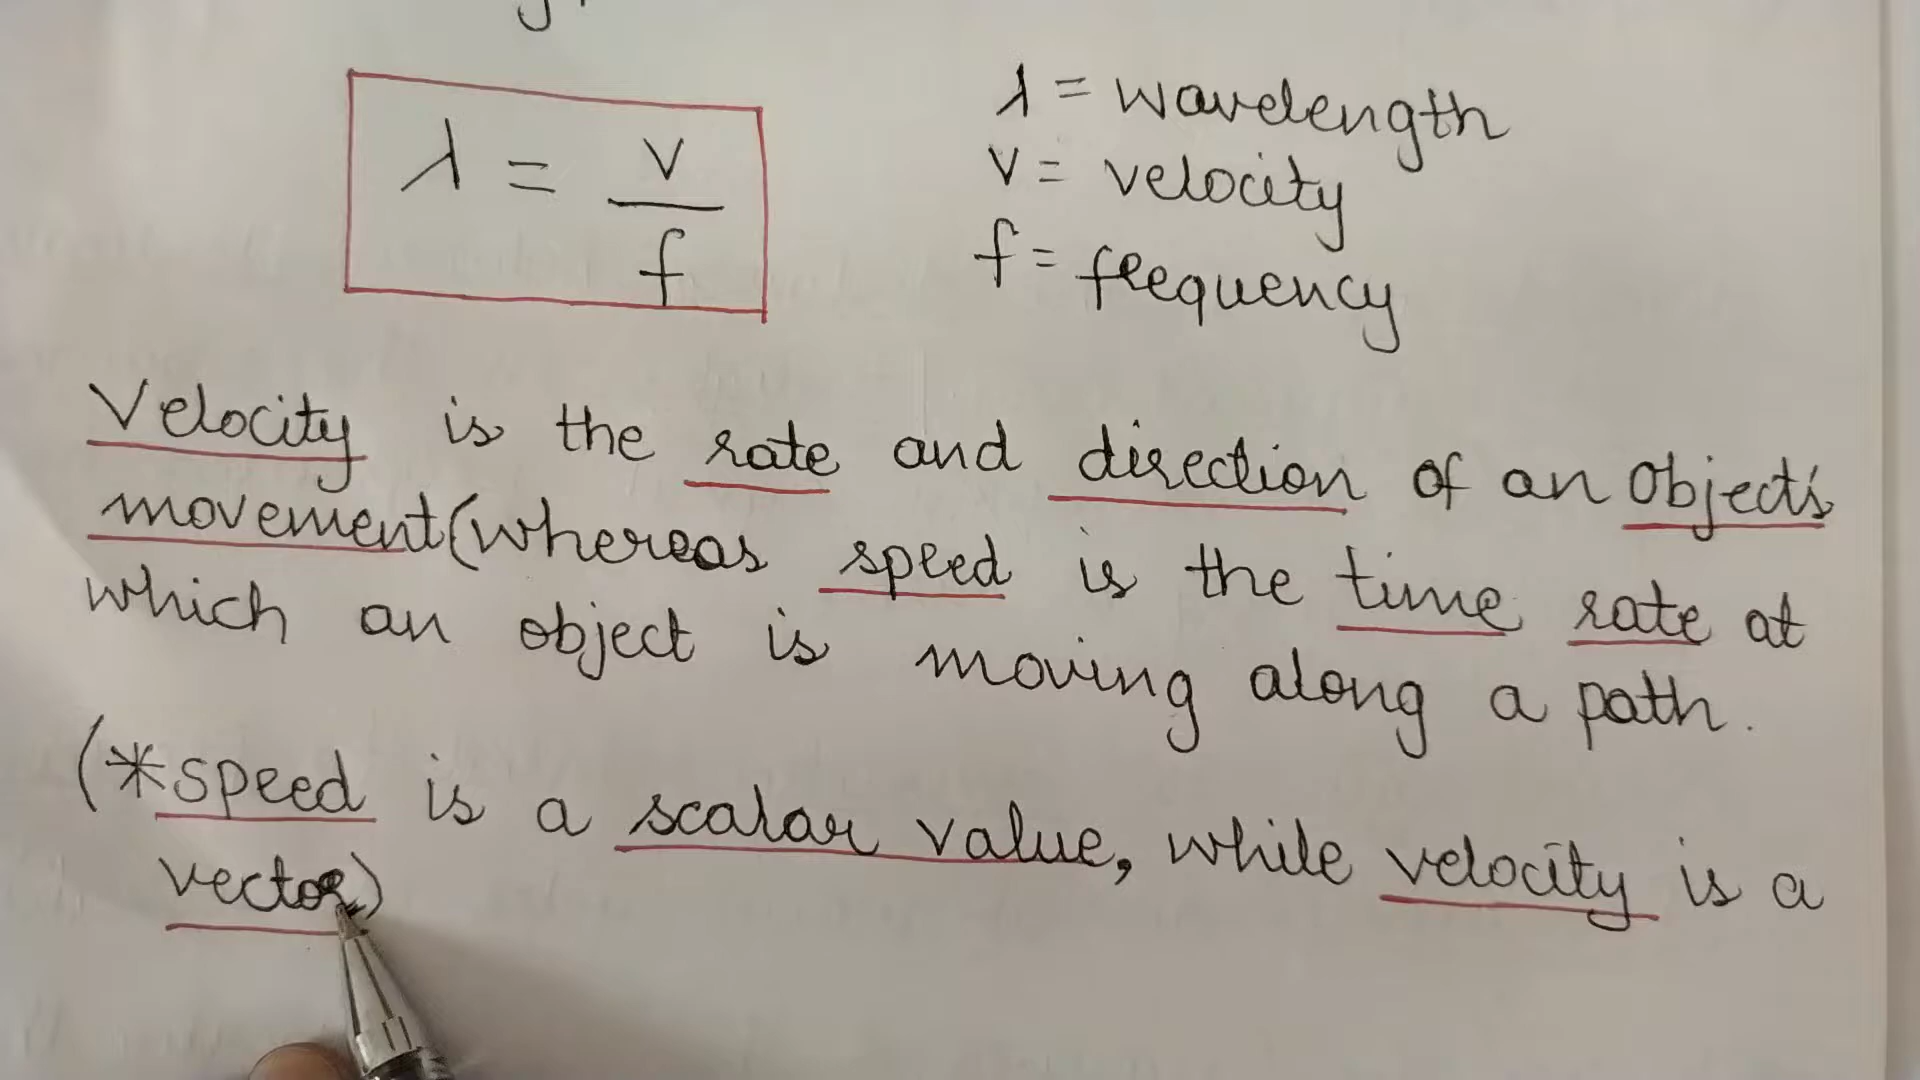 λ = v/f
λ = wavelength
v = velocity
f = frequency
Velocity is the rate and direction of an object's
movement(whereas speed is the time rate at
which an object is moving along a path.
(*speed is a scalar value, while velocity is a
vector)